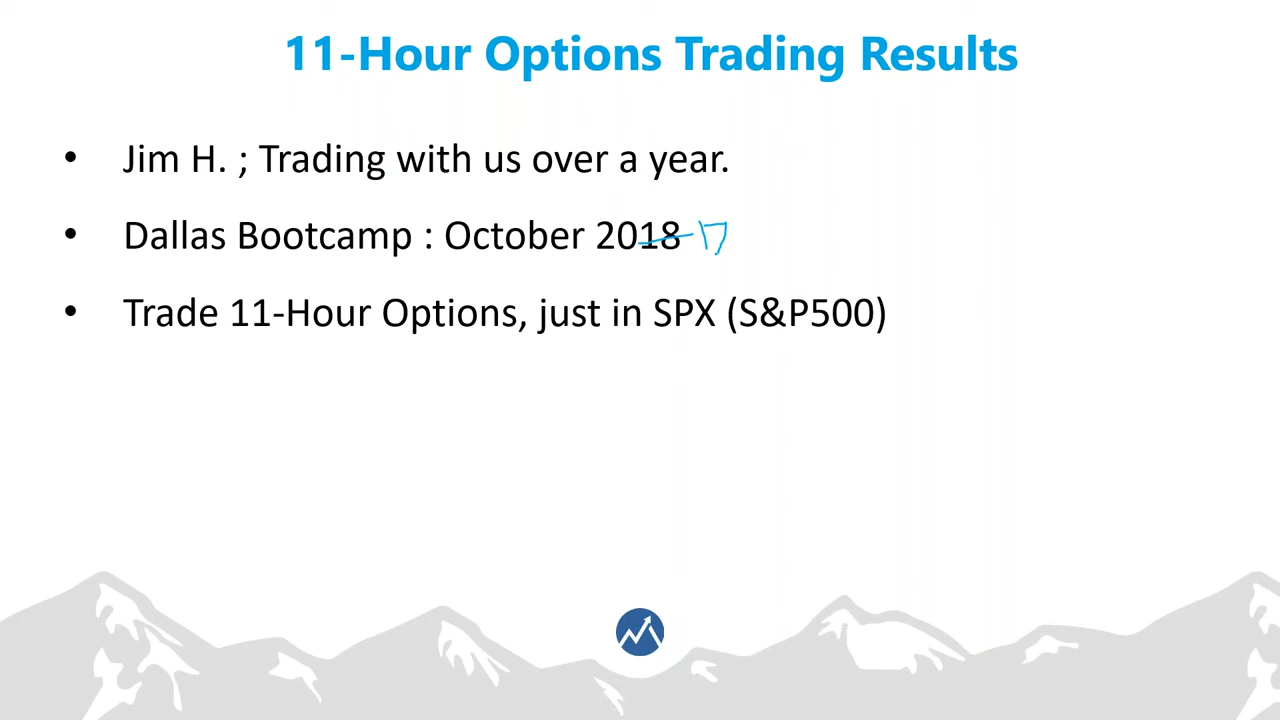 11-Hour Options Trading Results
• Jim H. ; Trading with us over a year.
• Dallas Bootcamp : October 2018 17
• Trade 11-Hour Options, just in SPX (S&P500)